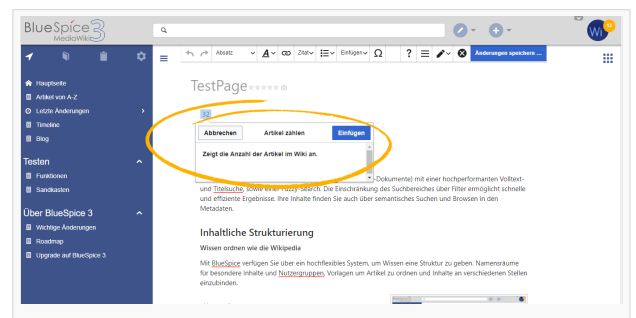 BlueSpice 3
MediaWiki
Wi
Absatz
A
Zitat
Einfügen
Ω
?
Änderungen speichern ...
Hauptseite
Artikel von A-Z
Letzte Änderungen
Timeline
Blog
Testen
Funktionen
Sandkasten
Über BlueSpice 3
Wichtige Änderungen
Roadmap
Upgrade auf BlueSpice 3
TestPage
32
Abbrechen
Artikel zählen
Einfügen
Zeigt die Anzahl der Artikel im Wiki an.
-Dokumente) mit einer hochperformanten Volltext-
und Titelsuche, sowie einer Fuzzy-Search. Die Einschränkung des Suchbereiches über Filter ermöglicht schnelle
und effiziente Ergebnisse. Ihre Inhalte finden Sie auch über semantisches Suchen und Browsen in den
Metadaten.
Inhaltliche Strukturierung
Wissen ordnen wie die Wikipedia
Mit BlueSpice verfügen Sie über ein hochflexibles System, um Wissen eine Struktur zu geben. Namensräume
für besondere Inhalte und Nutzergruppen, Vorlagen um Artikel zu ordnen und Inhalte an verschiedenen Stellen
einzubinden.